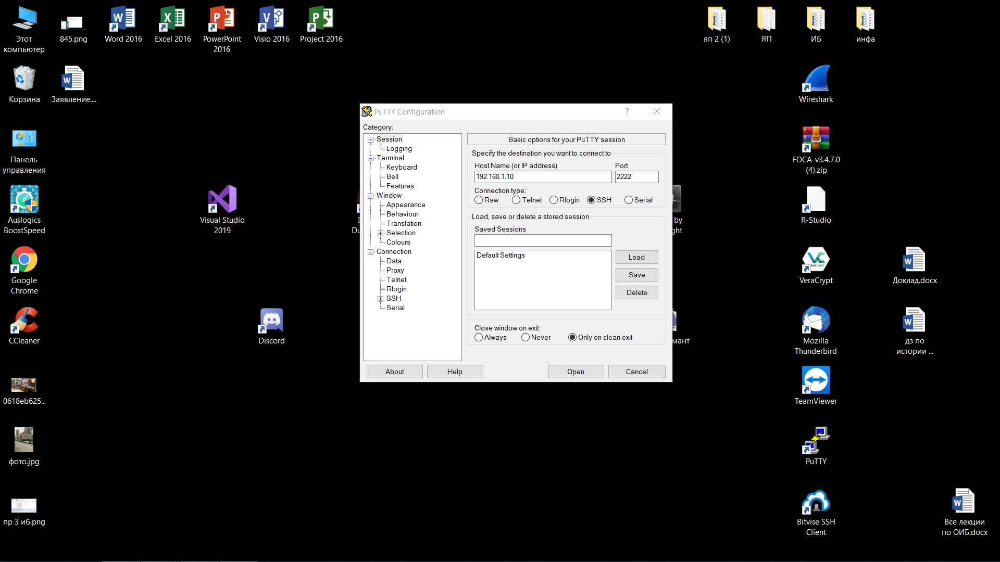 Этот
компьютер
845.png
Word 2016
Excel 2016
PowerPoint
2016
Visio 2016
Project 2016
яп 2 (1)
ЯП
ИБ
инфа
Корзина
Заявление....
Wireshark
Панель
управления
FOCA-v3.4.7.0
(4).zip
Auslogics
BoostSpeed
Visual Studio
2019
R-Studio
Google
Chrome
VeraCrypt
Доклад.docx
CCleaner
Discord
Mozilla
Thunderbird
дз по
истории ...
0618eb625...
TeamViewer
фото.jpg
PuTTY
пр 3 иб.png
Bitvise SSH
Client
Все лекции
по ОИБ.docx
PuTTY Configuration
?
Category:
Session
Logging
Terminal
Keyboard
Bell
Features
Window
Appearance
Behaviour
Translation
Selection
Colours
Connection
Data
Proxy
Telnet
Rlogin
SSH
Serial
Basic options for your PuTTY session
Specify the destination you want to connect to
Host Name (or IP address) Port
192.168.1.10 2222
Connection type:
Raw Telnet Rlogin SSH Serial
Load, save or delete a stored session
Saved Sessions
Default Settings
Load
Save
Delete
Close window on exit:
Always Never Only on clean exit
About Help Open Cancel
by